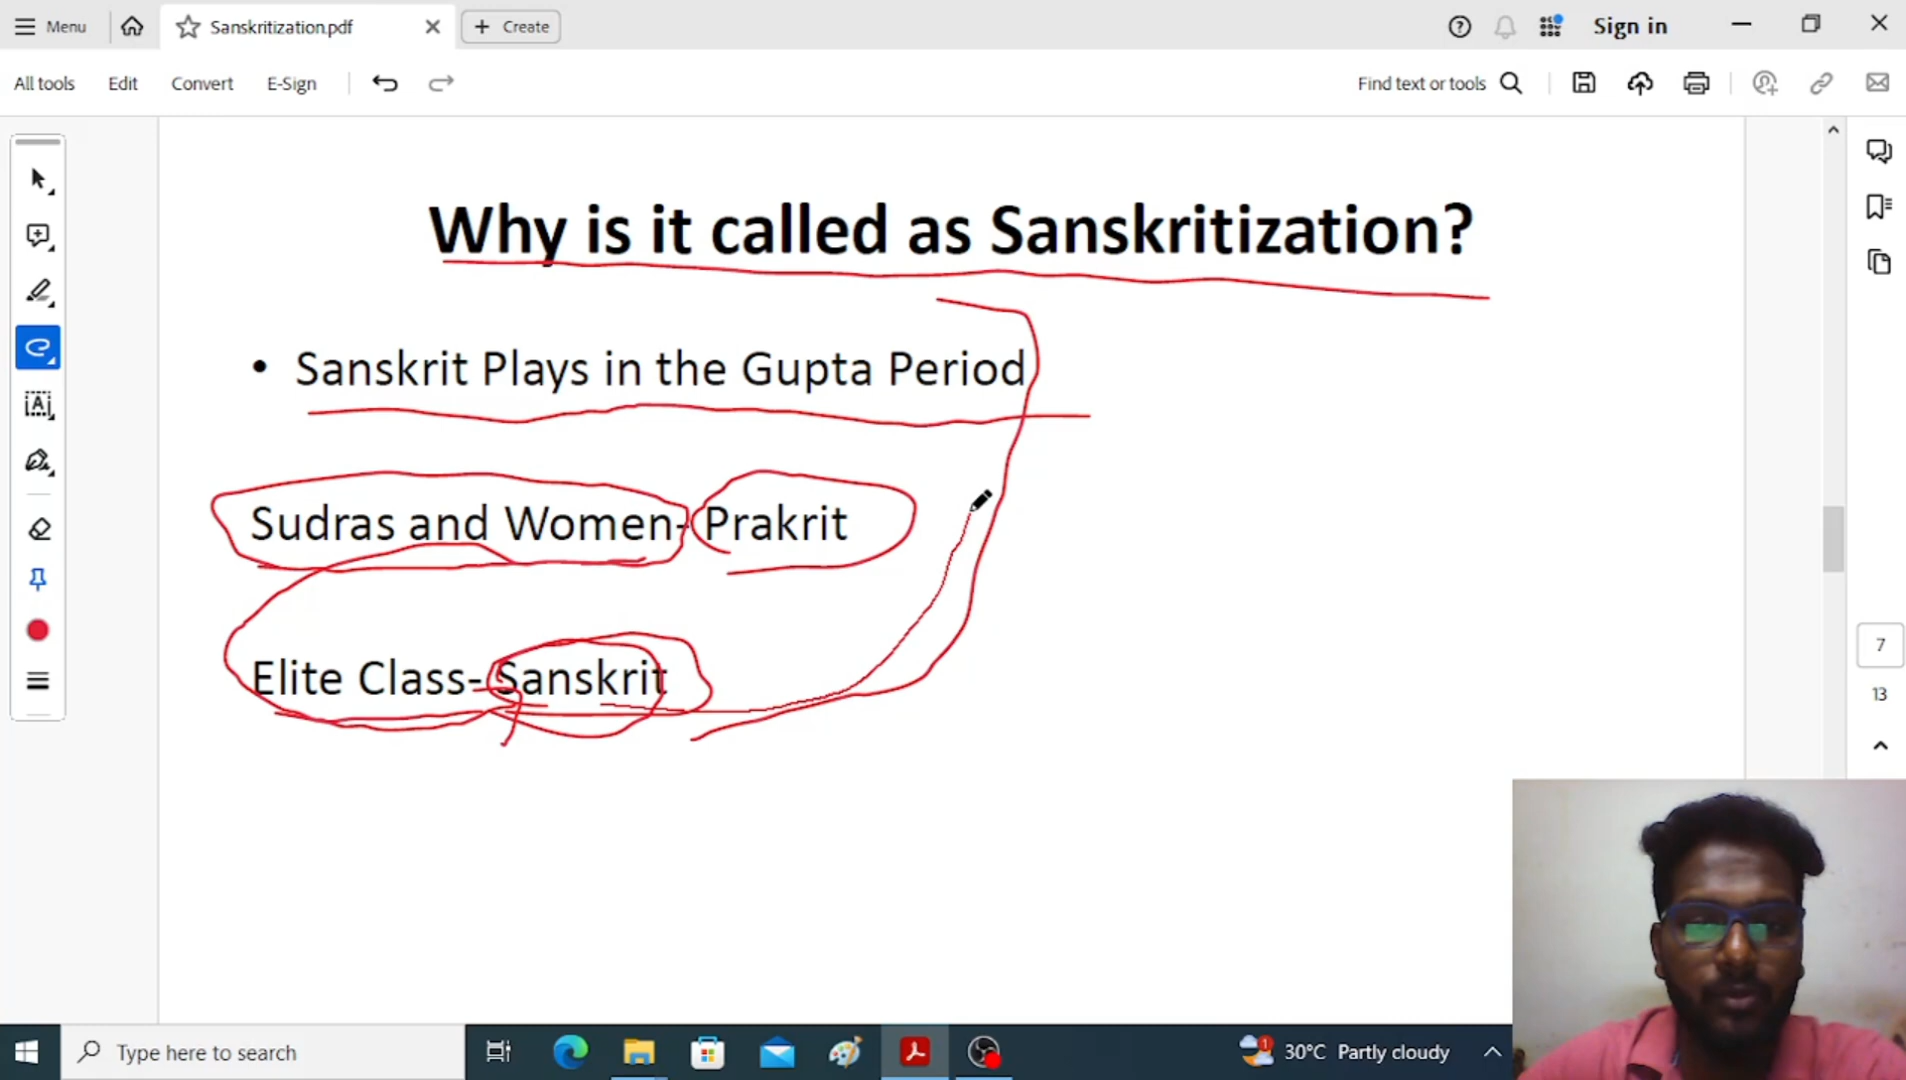 Menu
Sanskritization.pdf
Create
Sign in
All tools
Edit
Convert
E-Sign
Find text or tools
Why is it called as Sanskritization?
• Sanskrit Plays in the Gupta Period
Sudras and Women- Prakrit
Elite Class- Sanskrit
7
13
Type here to search
1
30°C Partly cloudy